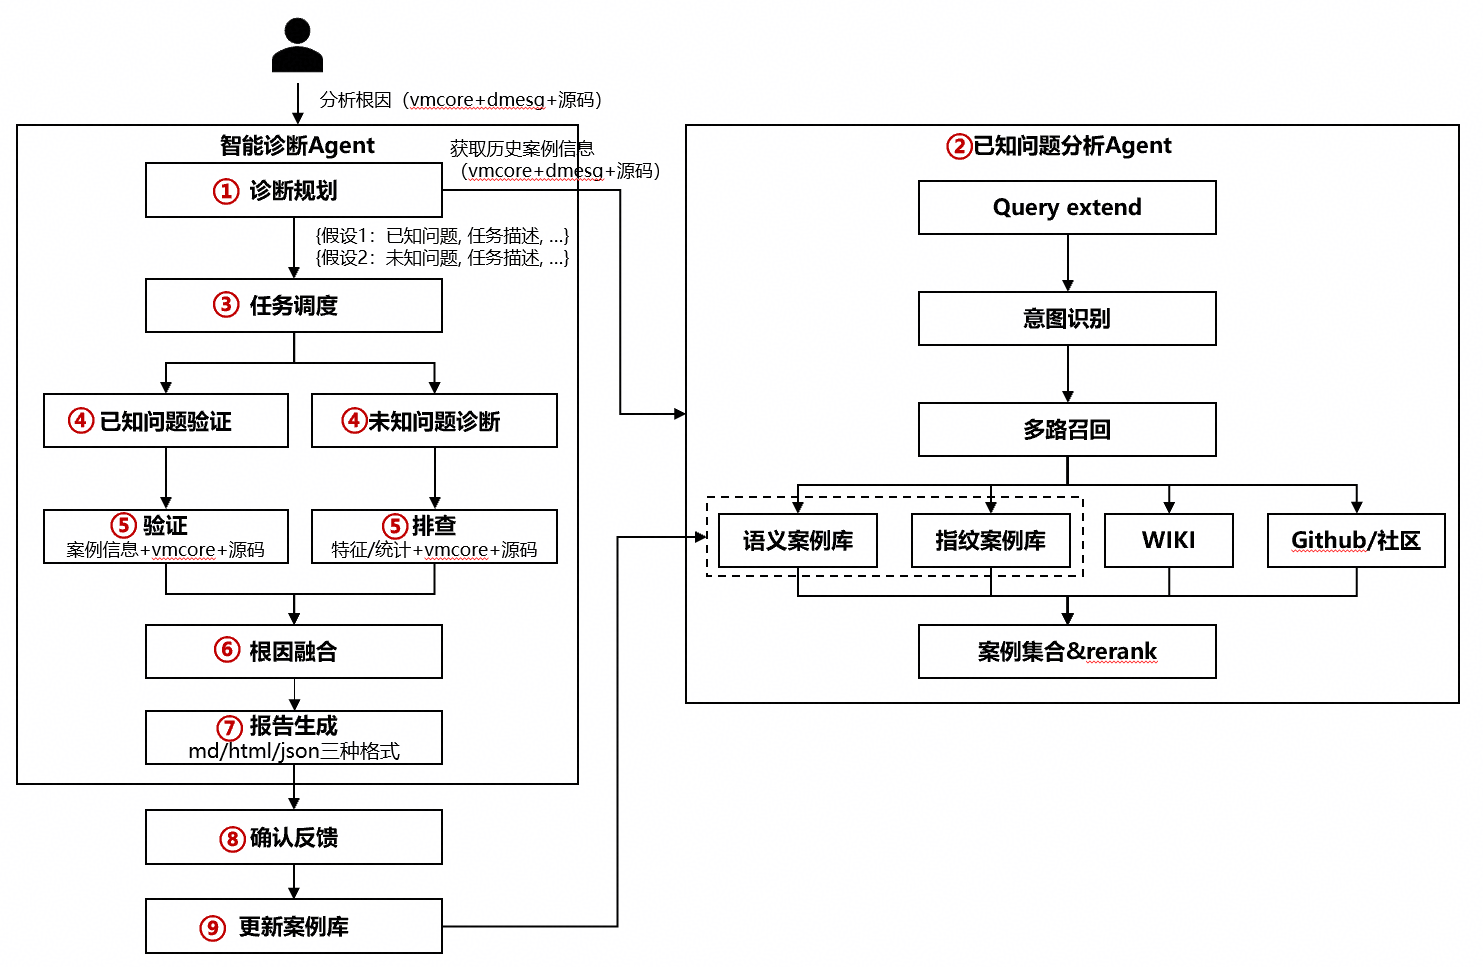 分析根因（vmcore+dmesg+源码）
智能诊断Agent
① 诊断规划
获取历史案例信息
（vmcore+dmesg+源码）
{假设1：已知问题, 任务描述, ...}
{假设2：未知问题, 任务描述, ...}
③ 任务调度
④ 已知问题验证
④ 未知问题诊断
⑤ 验证
案例信息+vmcore+源码
⑤ 排查
特征/统计+vmcore+源码
⑥ 根因融合
⑦ 报告生成
md/html/json三种格式
⑧ 确认反馈
⑨ 更新案例库
② 已知问题分析Agent
Query extend
意图识别
多路召回
语义案例库
指纹案例库
WIKI
Github/社区
案例集合&rerank